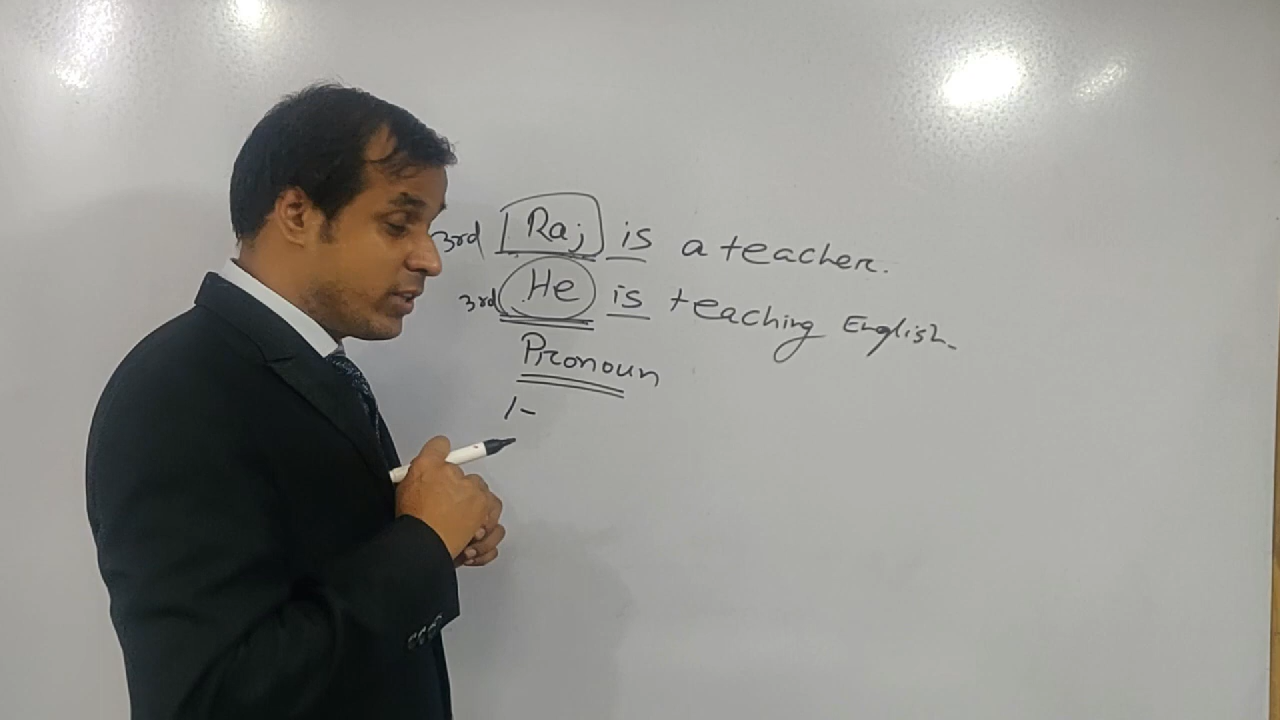 3rd Raj is a teacher.
3rd He is teaching English.
Pronoun
1-